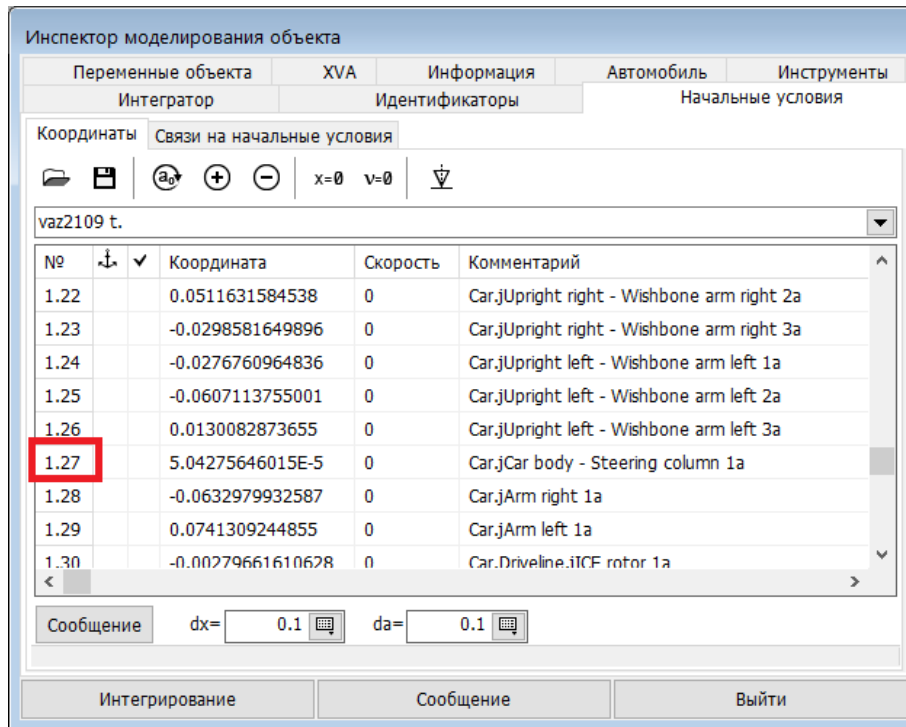 Инспектор моделирования объекта
Переменные объекта XVA Информация Автомобиль Инструменты
Интегратор Идентификаторы Начальные условия
Координаты Связи на начальные условия
a₀ x=0 v=0
vaz2109 t.
№ Координата Скорость Комментарий
1.22 0.0511631584538 0 Car.jUpright right - Wishbone arm right 2a
1.23 -0.0298581649896 0 Car.jUpright right - Wishbone arm right 3a
1.24 -0.0276760964836 0 Car.jUpright left - Wishbone arm left 1a
1.25 -0.0607113755001 0 Car.jUpright left - Wishbone arm left 2a
1.26 0.0130082873655 0 Car.jUpright left - Wishbone arm left 3a
1.27 5.04275646015E-5 0 Car.jCar body - Steering column 1a
1.28 -0.0632979932587 0 Car.jArm right 1a
1.29 0.0741309244855 0 Car.jArm left 1a
1.30 -0.00279661610628 0 Car.Driveline.jICE rotor 1a
Сообщение dx= 0.1 da= 0.1
Интегрирование Сообщение Выйти